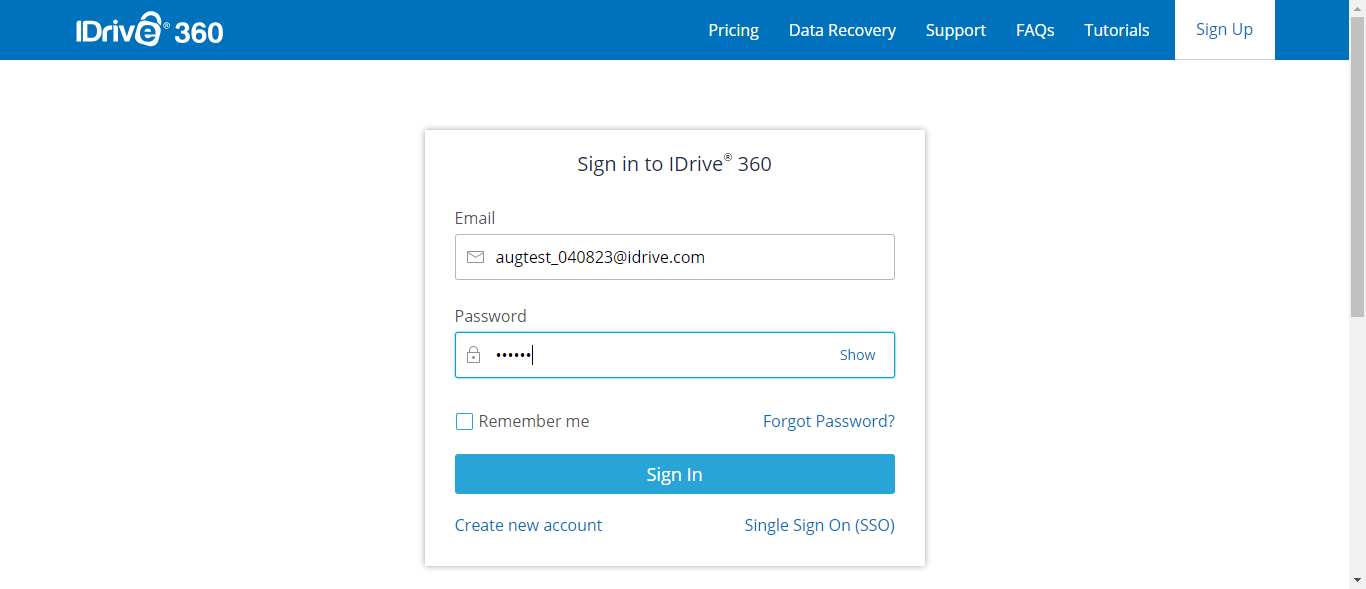 IDrive® 360
Pricing Data Recovery Support FAQs Tutorials Sign Up
Sign in to IDrive® 360
Email
augtest_040823@idrive.com
Password
•••••• Show
Remember me Forgot Password?
Sign In
Create new account Single Sign On (SSO)